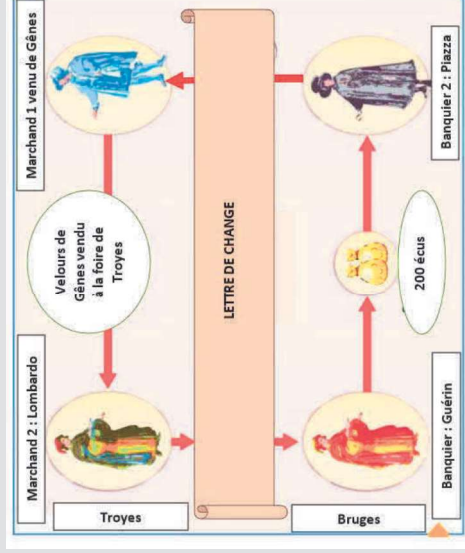 Marchand 1 venu de Gênes
Velours de
Gênes vendu
à la foire de
Troyes
Marchand 2 : Lombardo
Troyes
LETTRE DE CHANGE
Banquier 2 : Piazza
200 écus
Banquier : Guérin
Bruges